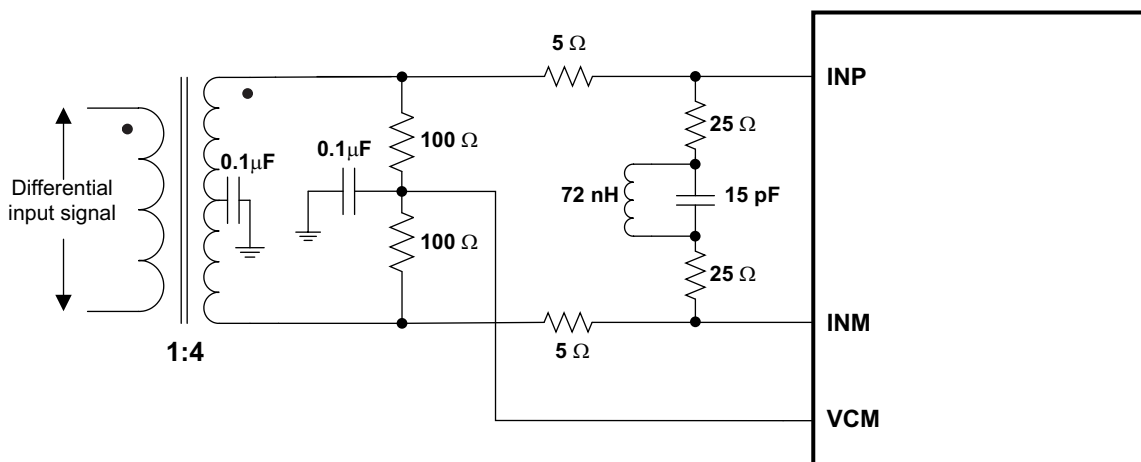 5 Ω
INP
25 Ω
100 Ω
0.1μF
0.1μF
Differential
input signal
72 nH
15 pF
100 Ω
25 Ω
INM
5 Ω
1:4
VCM